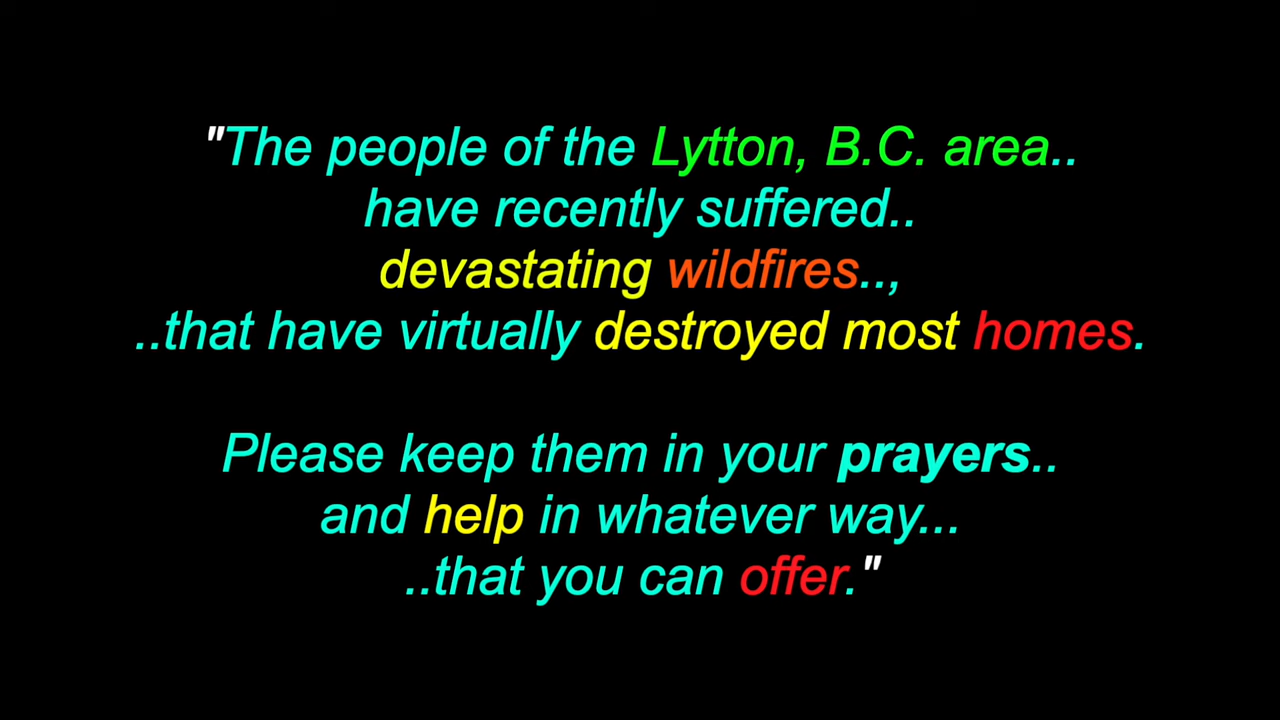 "The people of the Lytton, B.C. area..
have recently suffered..
devastating wildfires..,
..that have virtually destroyed most homes.
Please keep them in your prayers..
and help in whatever way...
..that you can offer."